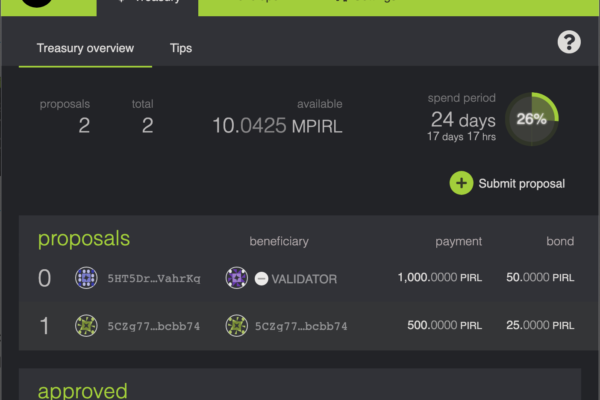 Treasury
Treasury overview
Tips
?
proposals
total
available
spend period
2
2
10.0425 MPIRL
24 days
17 days 17 hrs
26%
Submit proposal
proposals
beneficiary
payment
bond
0
5HT5Dr…VahrKq
VALIDATOR
1,000.0000 PIRL
50.0000 PIRL
1
5CZg77…bcbb74
5CZg77…bcbb74
500.0000 PIRL
25.0000 PIRL
approved